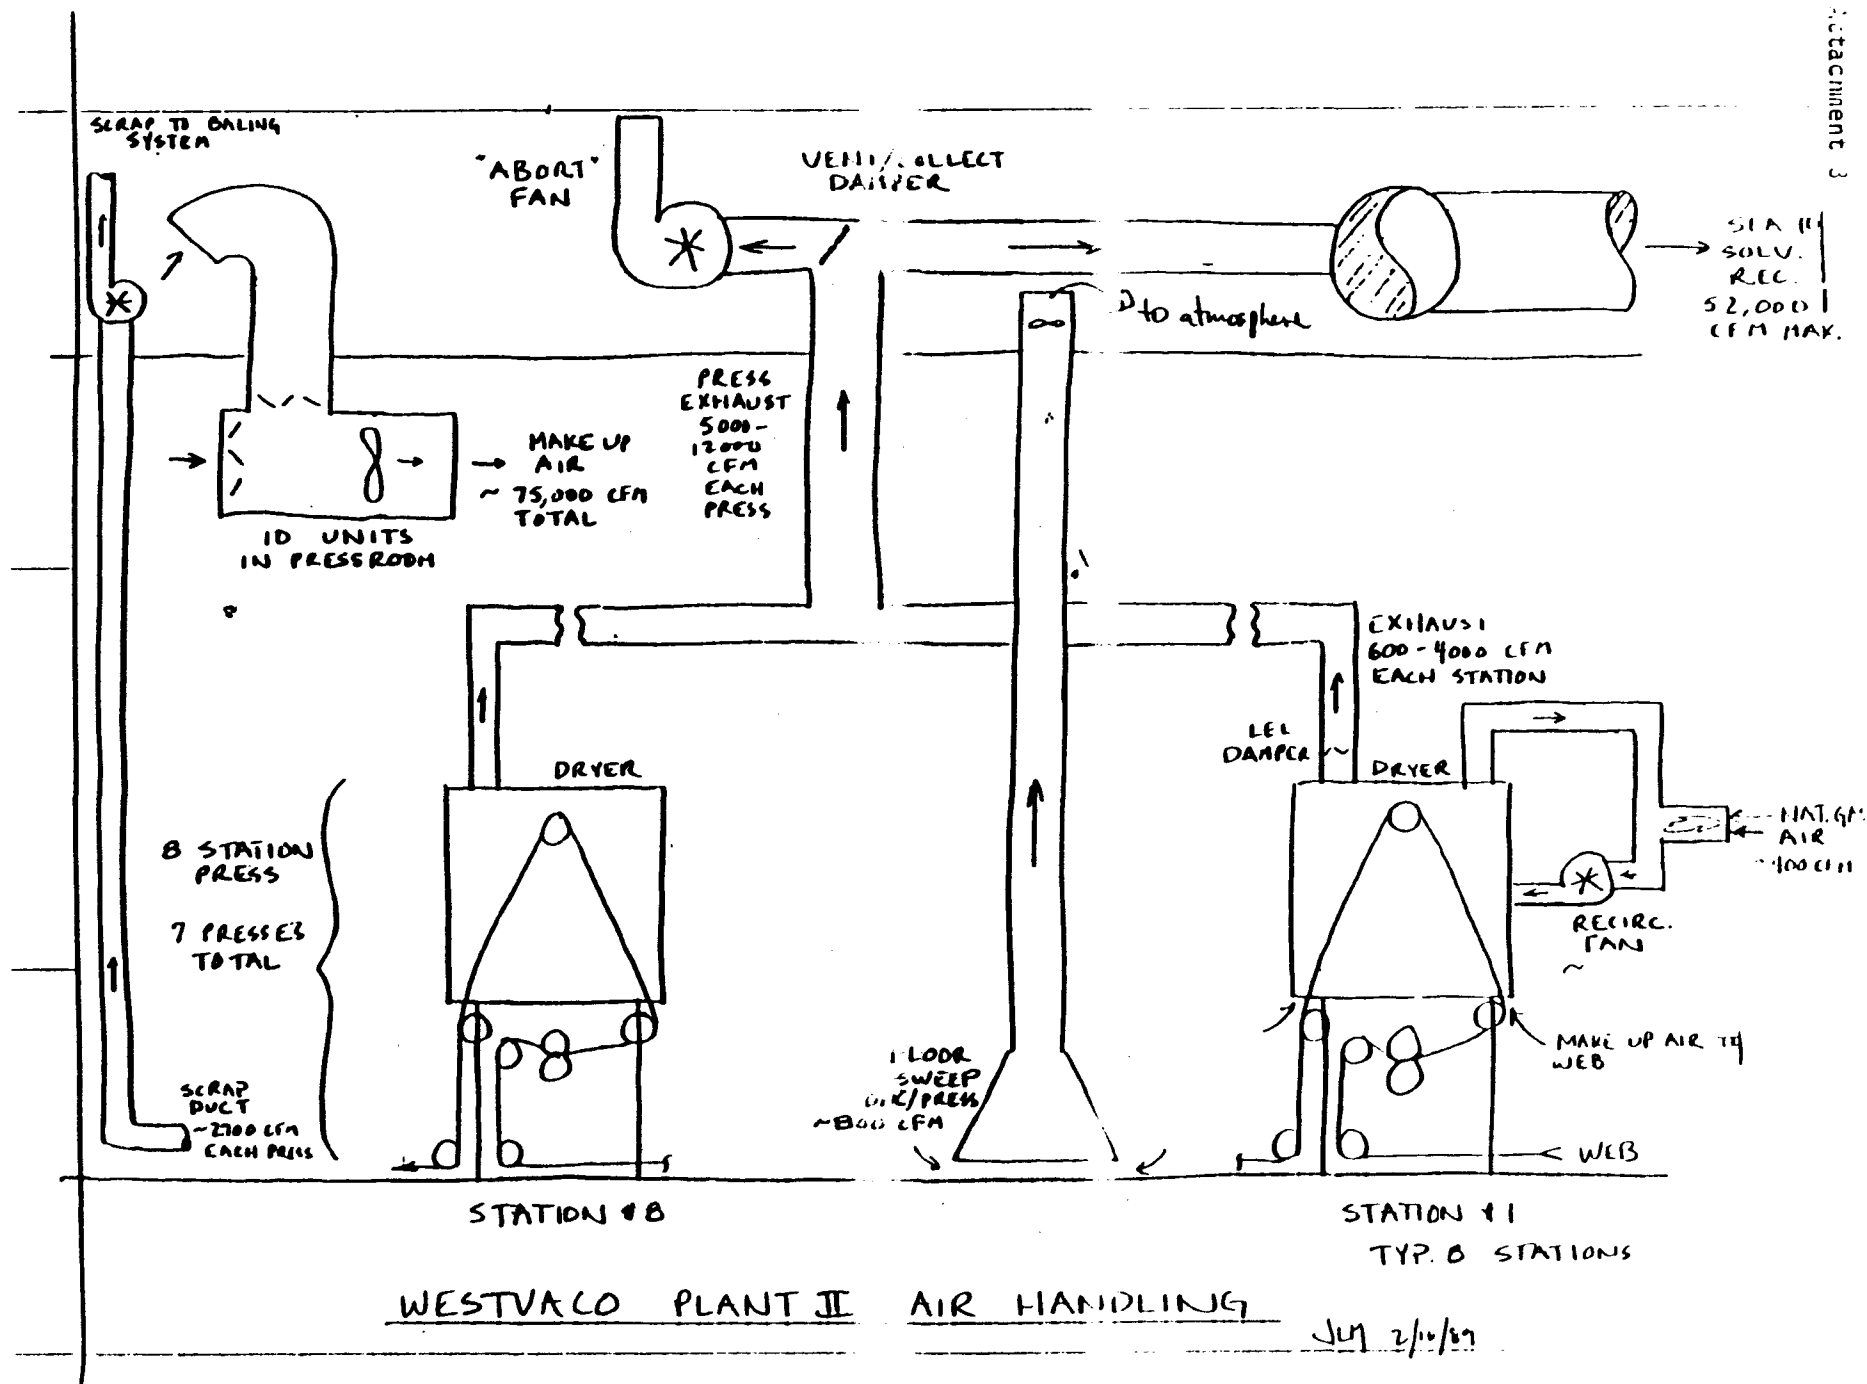 SCRAP TO BALING
SYSTEM
"ABORT"
FAN
DAMPER
to atmosphere
SOLV.
REC.
52,000
CFM MAX.
PRESS
EXHAUST
5000-
12000
CFM
EACH
PRESS
MAKE UP
AIR
~ 75,000 CFM
TOTAL
10 UNITS
IN PRESSROOM
EXHAUST
600-4000 CFM
EACH STATION
LEL
DAMPER
DRYER
DRYER
NAT. GAS
AIR
400 CFM
RECIRC.
FAN
~
8 STATION
PRESS
7 PRESSES
TOTAL
SCRAP
DUCT
~2700 CFM
EACH PRESS
FLOOR
SWEEP
~800 CFM
MAKE UP AIR TO
WEB
WEB
STATION #8
STATION #1
TYP. 8 STATIONS
WESTVACO PLANT II AIR HANDLING
Attachment 3